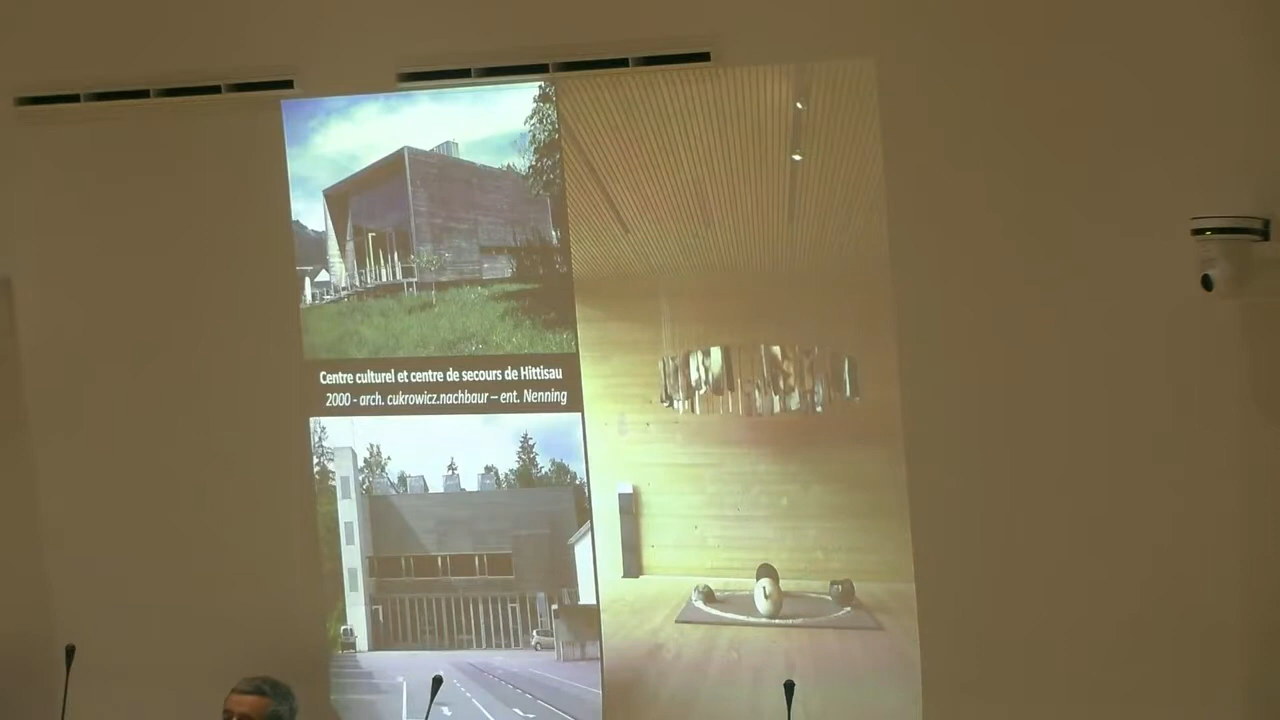 Centre culturel et centre de secours de Hittisau
2000 - arch. cukrowicz.nachbaur – ent. Nenning